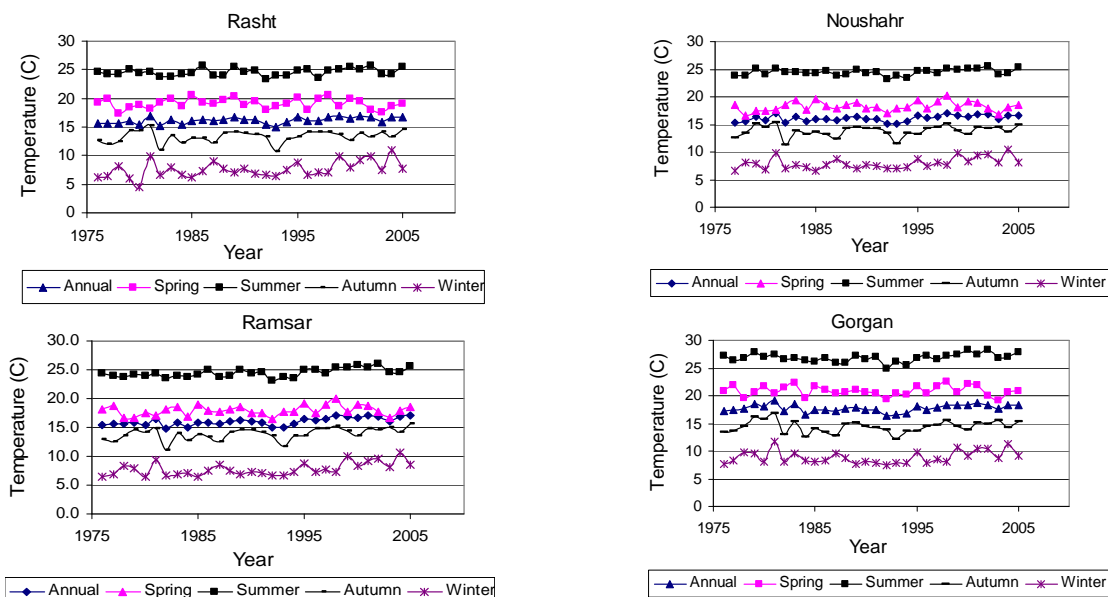 Rasht
Temperature (C)
30
25
20
15
10
5
0
1975 1985 1995 2005
Year
Annual Spring Summer Autumn Winter
Noushahr
Temperature (C)
30
25
20
15
10
5
0
1975 1985 1995 2005
Year
Annual Spring Summer Autumn Winter
Ramsar
Temperature (C)
30.0
25.0
20.0
15.0
10.0
5.0
0.0
1975 1985 1995 2005
Year
Annual Spring Summer Autumn Winter
Gorgan
Temperature (C)
30
25
20
15
10
5
0
1975 1985 1995 2005
Year
Annual Spring Summer Autumn Winter